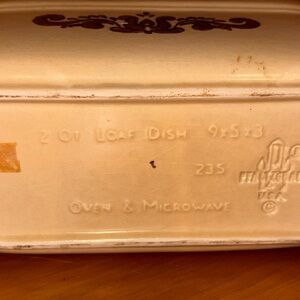 2 QT LOAF DISH 9x5x3
235
OVEN & MICROWAVE